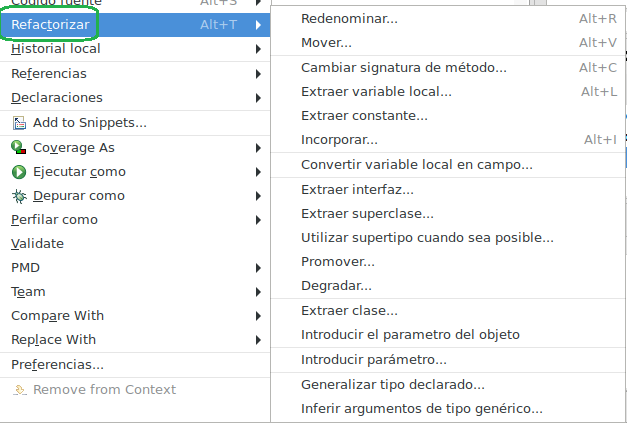 Código fuente Alt+S
Refactorizar Alt+T
Historial local
Referencias
Declaraciones
Add to Snippets...
Coverage As
Ejecutar como
Depurar como
Perfilar como
Validate
PMD
Team
Compare With
Replace With
Preferencias...
Remove from Context
Redenominar... Alt+R
Mover... Alt+V
Cambiar signatura de método... Alt+C
Extraer variable local... Alt+L
Extraer constante...
Incorporar... Alt+I
Convertir variable local en campo...
Extraer interfaz...
Extraer superclase...
Utilizar supertipo cuando sea posible...
Promover...
Degradar...
Extraer clase...
Introducir el parametro del objeto
Introducir parámetro...
Generalizar tipo declarado...
Inferir argumentos de tipo genérico...